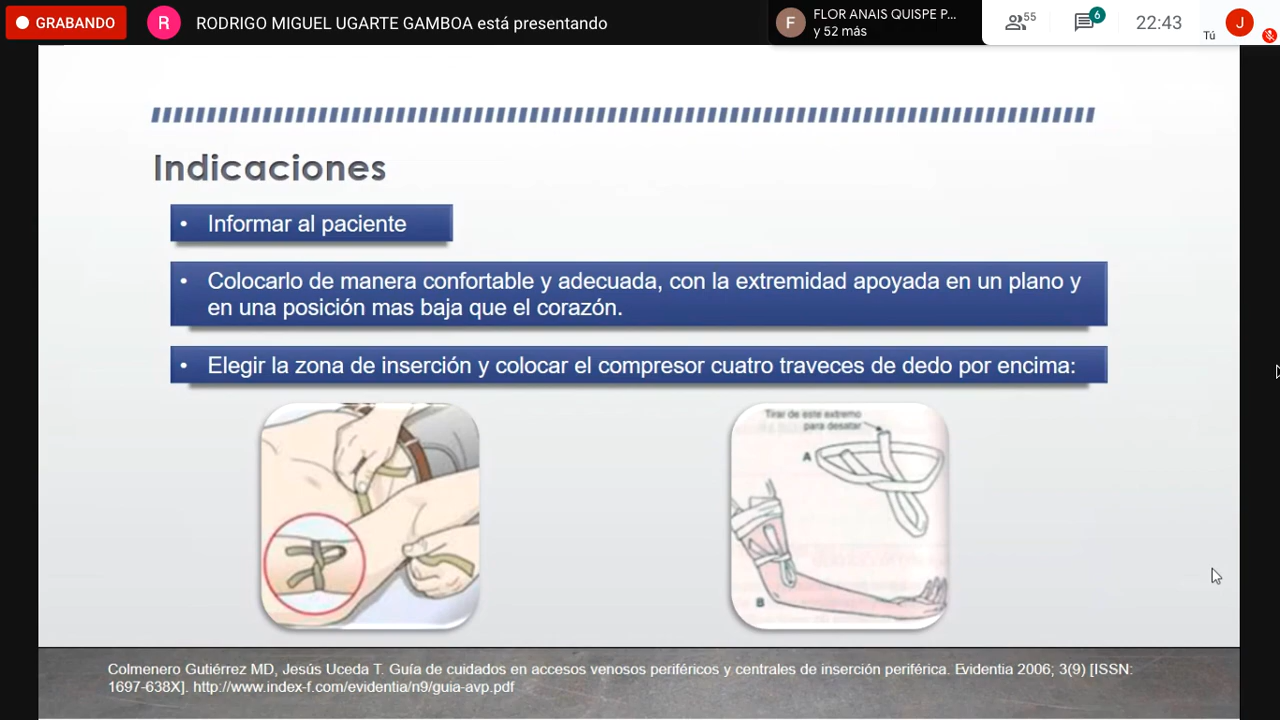 GRABANDO
R
RODRIGO MIGUEL UGARTE GAMBOA está presentando
F
FLOR ANAIS QUISPE P...
y 52 más
55
6
22:43
Tú
J
Indicaciones
• Informar al paciente
• Colocarlo de manera confortable y adecuada, con la extremidad apoyada en un plano y
en una posición mas baja que el corazón.
• Elegir la zona de inserción y colocar el compresor cuatro traveces de dedo por encima:
Tirar de este extremo
para desatar
A
B
Colmenero Gutiérrez MD, Jesús Uceda T. Guía de cuidados en accesos venosos periféricos y centrales de inserción periférica. Evidentia 2006; 3(9) [ISSN:
1697-638X]. http://www.index-f.com/evidentia/n9/guia-avp.pdf